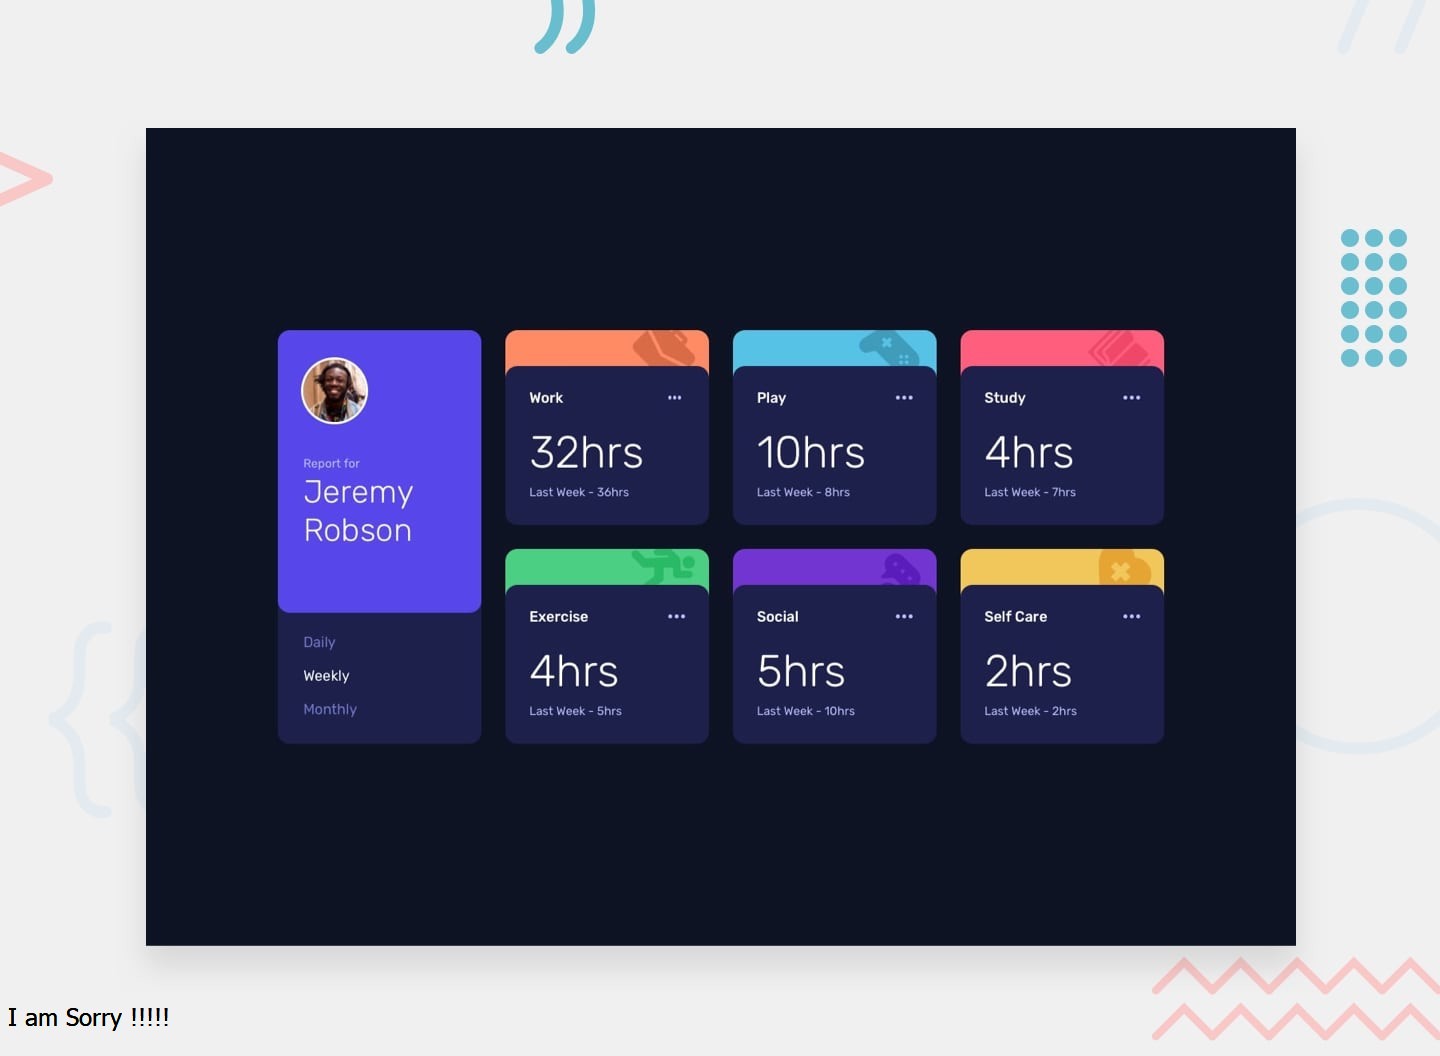 Report for
Jeremy
Robson
Daily
Weekly
Monthly
Work
32hrs
Last Week - 36hrs
Play
10hrs
Last Week - 8hrs
Study
4hrs
Last Week - 7hrs
Exercise
4hrs
Last Week - 5hrs
Social
5hrs
Last Week - 10hrs
Self Care
2hrs
Last Week - 2hrs
I am Sorry !!!!!